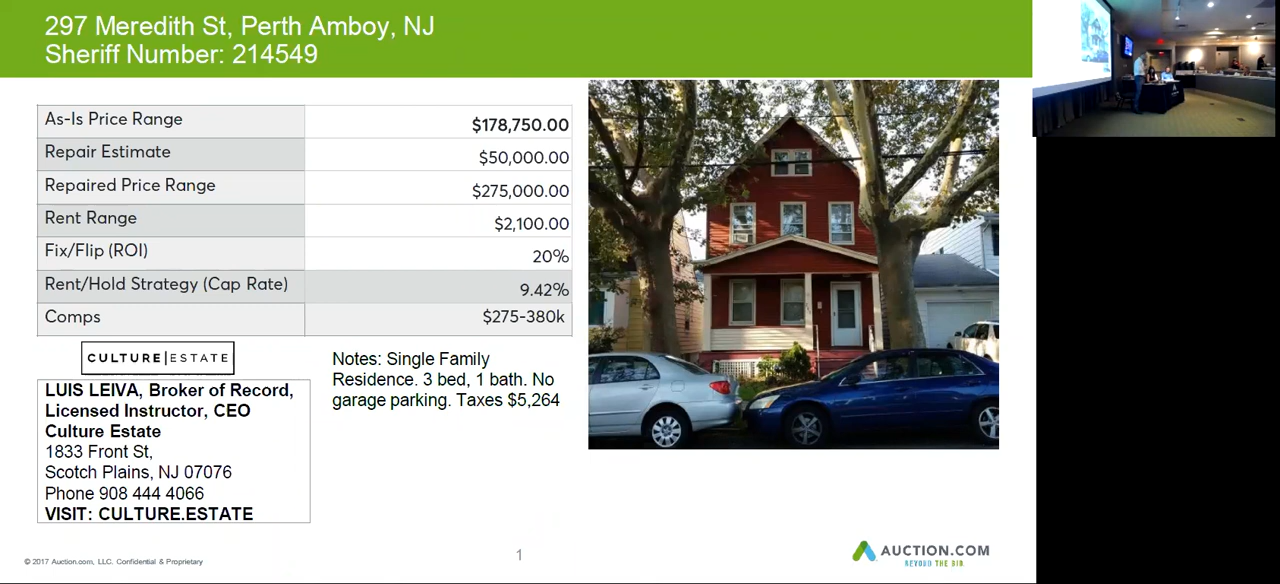 297 Meredith St, Perth Amboy, NJ
Sheriff Number: 214549
As-Is Price Range $178,750.00
Repair Estimate $50,000.00
Repaired Price Range $275,000.00
Rent Range $2,100.00
Fix/Flip (ROI) 20%
Rent/Hold Strategy (Cap Rate) 9.42%
Comps $275-380k
CULTURE|ESTATE
LUIS LEIVA, Broker of Record,
Licensed Instructor, CEO
Culture Estate
1833 Front St,
Scotch Plains, NJ 07076
Phone 908 444 4066
VISIT: CULTURE.ESTATE
Notes: Single Family
Residence. 3 bed, 1 bath. No
garage parking. Taxes $5,264
© 2017 Auction.com, LLC. Confidential & Proprietary
1
AUCTION.COM
BEYOND THE BID